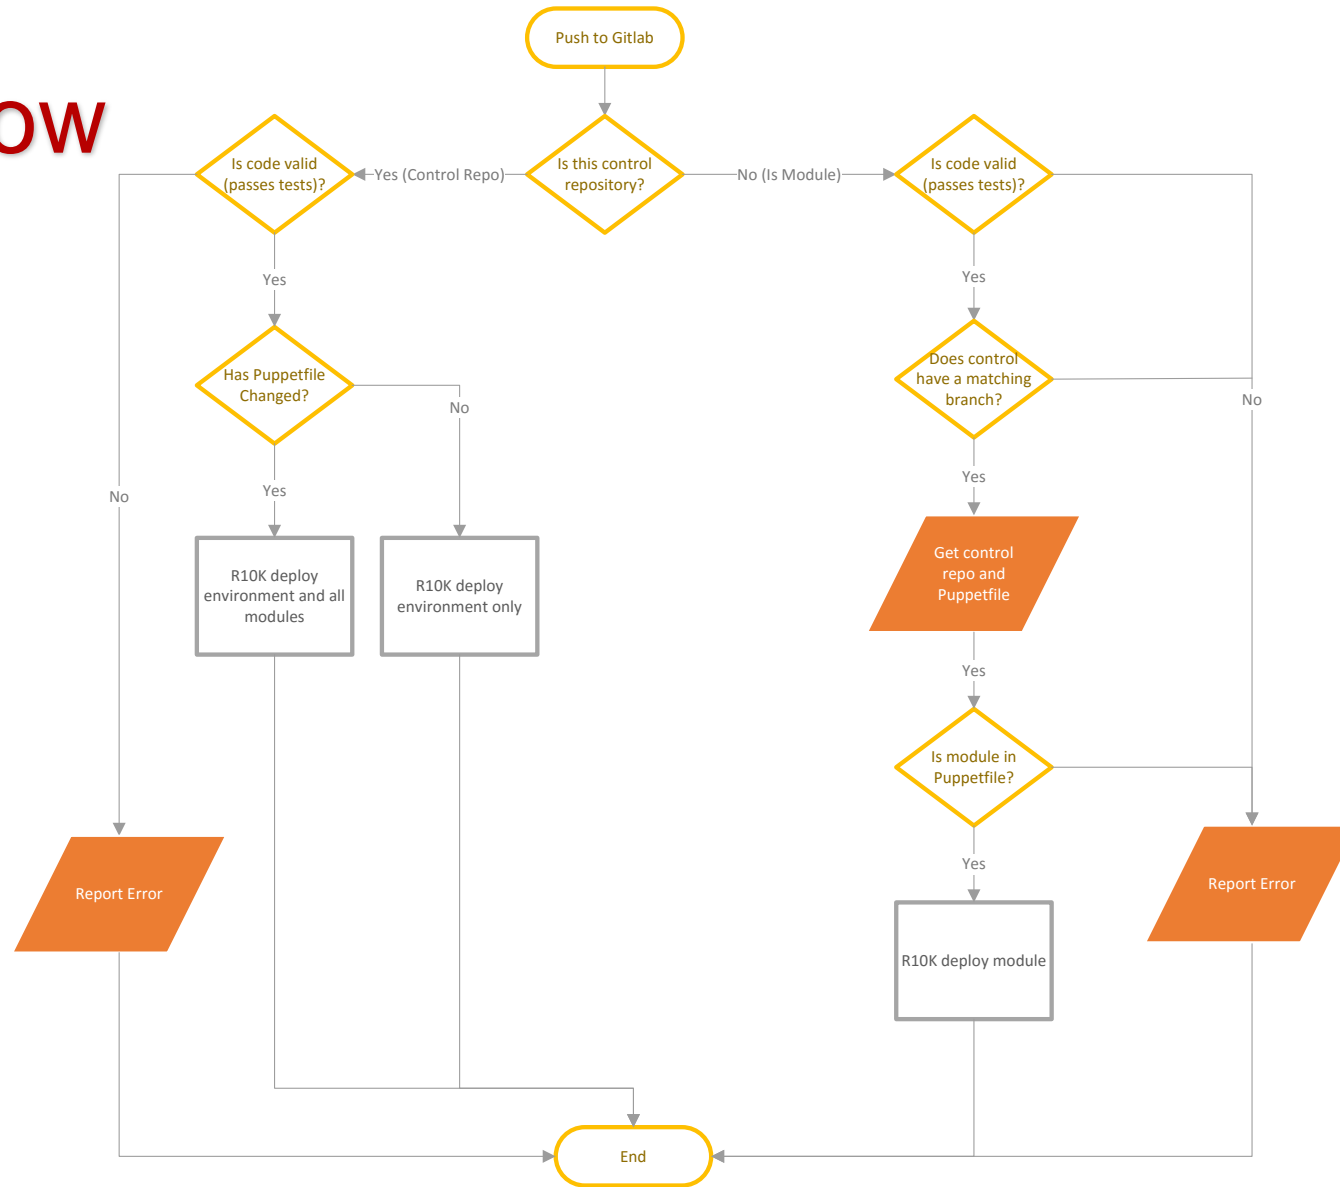 ow
Push to Gitlab
Is code valid
(passes tests)?
Yes (Control Repo)
Is this control
repository?
No (Is Module)
Is code valid
(passes tests)?
Yes
Yes
Has Puppetfile
Changed?
No
Does control
have a matching
branch?
No
Yes
No
Yes
R10K deploy
environment and all
modules
R10K deploy
environment only
Get control
repo and
Puppetfile
Yes
Is module in
Puppetfile?
Yes
Report Error
Report Error
R10K deploy module
End